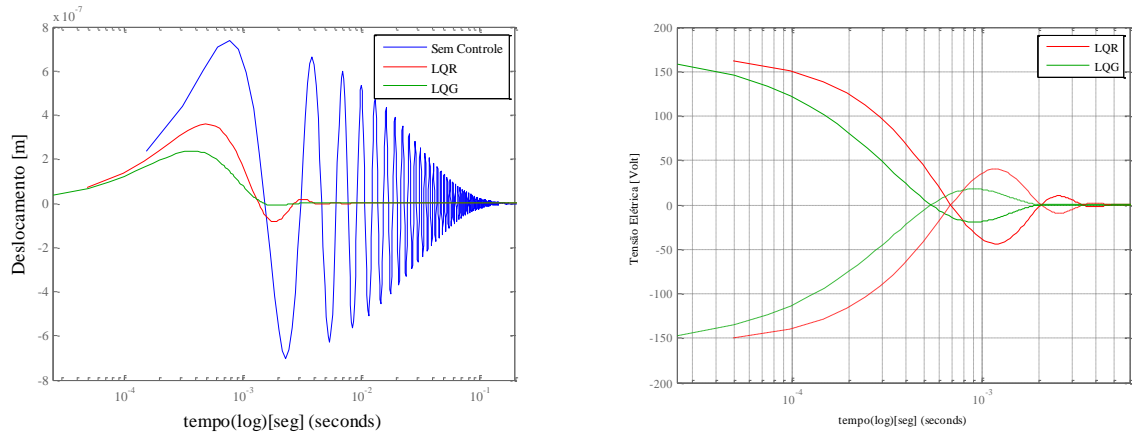 x 10⁻⁷
8
6
4
2
0
-2
-4
-6
-8
10⁻⁴
10⁻³
10⁻²
10⁻¹
Deslocamento [m]
tempo(log)[seg] (seconds)
Sem Controle
LQR
LQG
200
150
100
50
0
-50
-100
-150
-200
10⁻⁴
10⁻³
Tensão Elétrica [Volt]
tempo(log)[seg] (seconds)
LQR
LQG